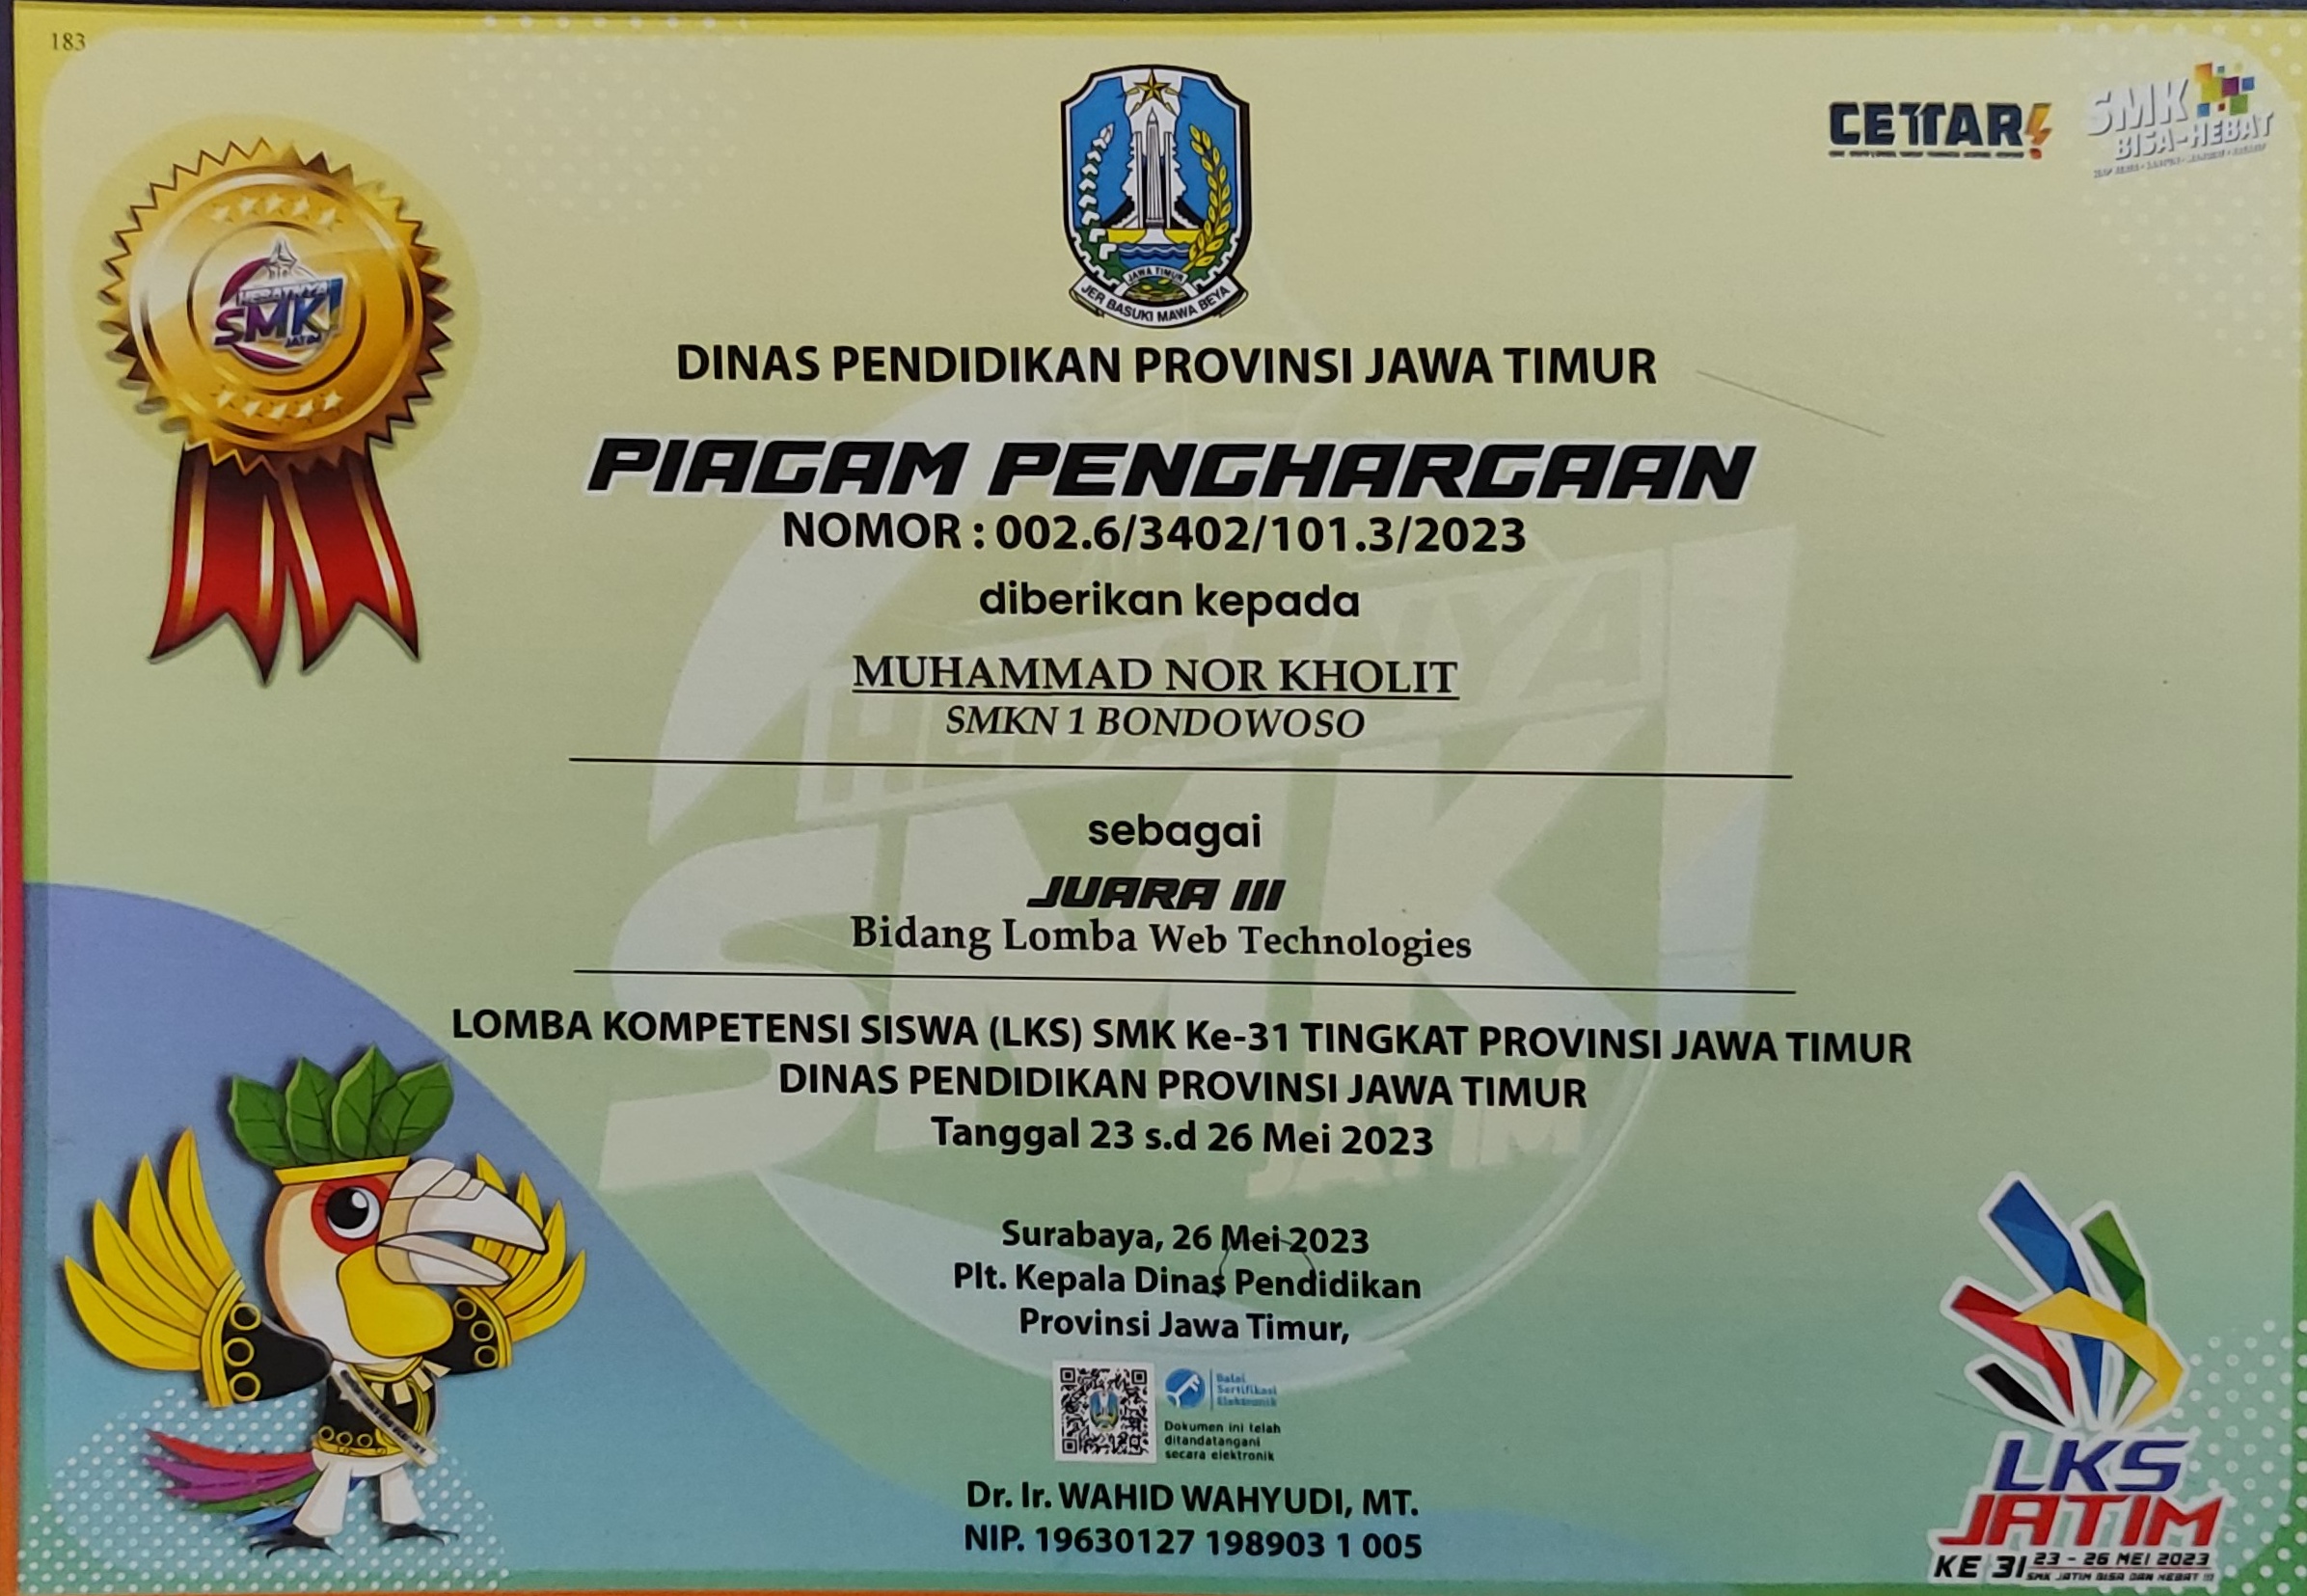 183
CETTAR!
SMK
BISA-HEBAT
HEBATNYA
SMK!
JATIM
JAWA TIMUR
JER BASUKI MAWA BEYA
DINAS PENDIDIKAN PROVINSI JAWA TIMUR
PIAGAM PENGHARGAAN
NOMOR : 002.6/3402/101.3/2023
diberikan kepada
MUHAMMAD NOR KHOLIT
SMKN 1 BONDOWOSO
sebagai
JUARA III
Bidang Lomba Web Technologies
LOMBA KOMPETENSI SISWA (LKS) SMK Ke-31 TINGKAT PROVINSI JAWA TIMUR
DINAS PENDIDIKAN PROVINSI JAWA TIMUR
Tanggal 23 s.d 26 Mei 2023
Surabaya, 26 Mei 2023
Plt. Kepala Dinas Pendidikan
Provinsi Jawa Timur,
Balai
Sertifikasi
Elektronik
Dokumen ini telah
ditandatangani
secara elektronik
Dr. Ir. WAHID WAHYUDI, MT.
NIP. 19630127 198903 1 005
LKS
JATIM
KE 31 23 - 26 MEI 2023
SMK JATIM BISA DAN HEBAT !!!